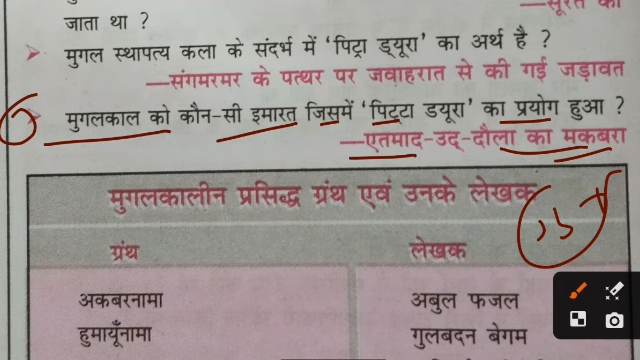 —सूरत को
जाता था ?
मुगल स्थापत्य कला के संदर्भ में ‘पिट्रा ड्यूरा’ का अर्थ है ?
—संगमरमर के पत्थर पर जवाहरात से की गई जड़ावत
मुगलकाल को कौन-सी इमारत जिसमें ‘पिट्टा डयूरा’ का प्रयोग हुआ ?
—एतमाद-उद्-दौला का मकबरा
मुगलकालीन प्रसिद्ध ग्रंथ एवं उनके लेखक
ग्रंथ लेखक
अकबरनामा अबुल फजल
हुमायूँनामा गुलबदन बेगम